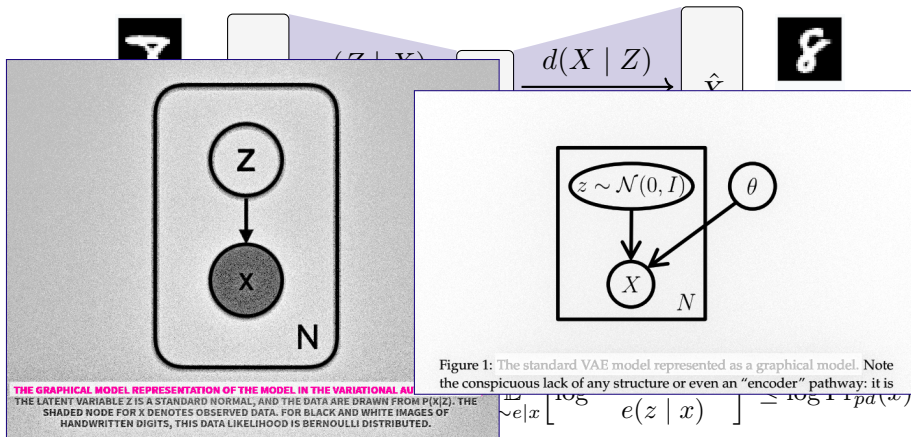 d(X | Z)
Z
X
N
THE GRAPHICAL MODEL REPRESENTATION OF THE MODEL IN THE VARIATIONAL
THE LATENT VARIABLE Z IS A STANDARD NORMAL, AND THE DATA ARE DRAWN FROM P(X|Z). THE
SHADED NODE FOR X DENOTES OBSERVED DATA. FOR BLACK AND WHITE IMAGES OF
HANDWRITTEN DIGITS, THIS DATA LIKELIHOOD IS BERNOULLI DISTRIBUTED.
z ∼ 𝒩(0, I)
θ
X
N
Figure 1: The standard VAE model represented as a graphical model. Note
the conspicuous lack of any structure or even an “encoder” pathway: it is
e(z | x)